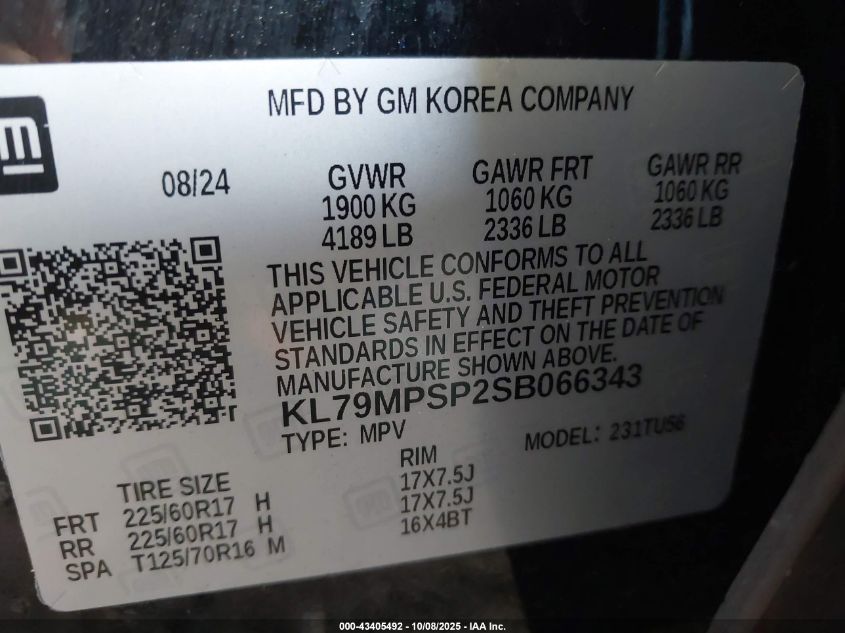 gm
MFD BY GM KOREA COMPANY
08/24
GVWR GAWR FRT GAWR RR
1900 KG 1060 KG 1060 KG
4189 LB 2336 LB 2336 LB
THIS VEHICLE CONFORMS TO ALL
APPLICABLE U.S. FEDERAL MOTOR
VEHICLE SAFETY AND THEFT PREVENTION
STANDARDS IN EFFECT ON THE DATE OF
MANUFACTURE SHOWN ABOVE.
KL79MPSP2SB066343
TYPE: MPV MODEL: 231TU56
TIRE SIZE RIM
FRT 225/60R17 H 17X7.5J
RR 225/60R17 H 17X7.5J
SPA T125/70R16 M 16X4BT
000-43405492 - 10/08/2025 - IAA Inc.